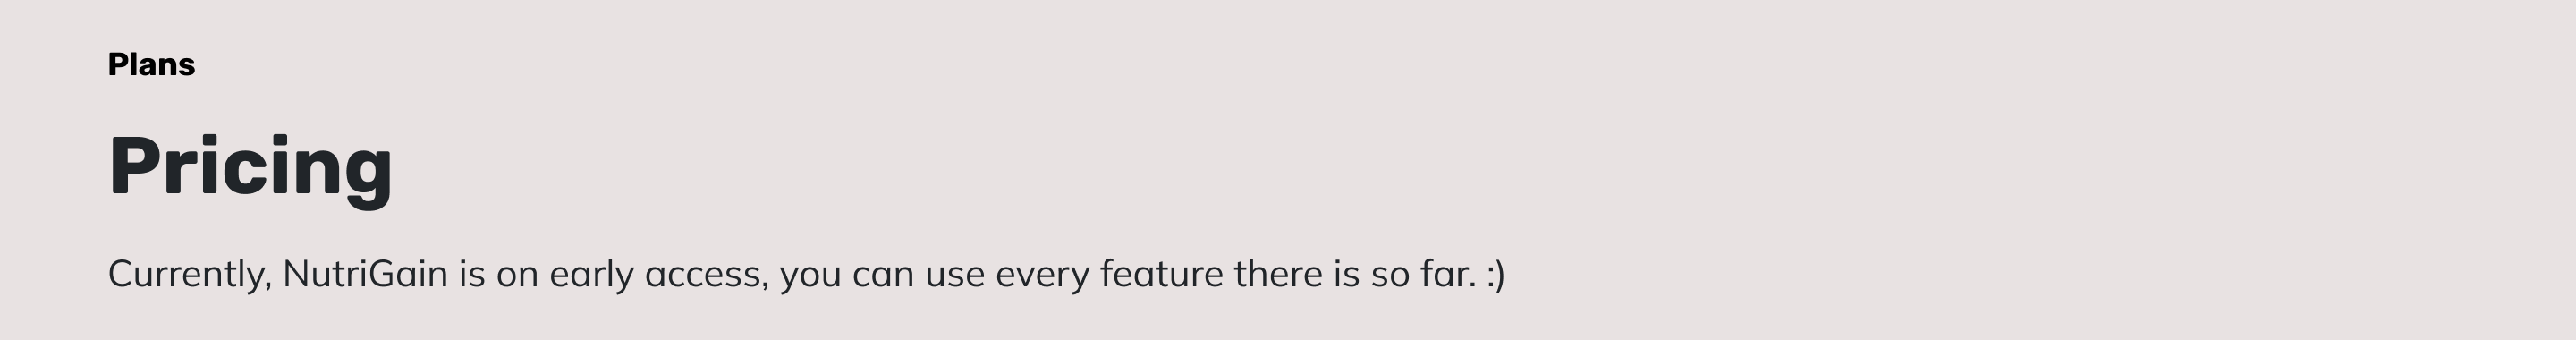 Plans
Pricing
Currently, NutriGain is on early access, you can use every feature there is so far. :)